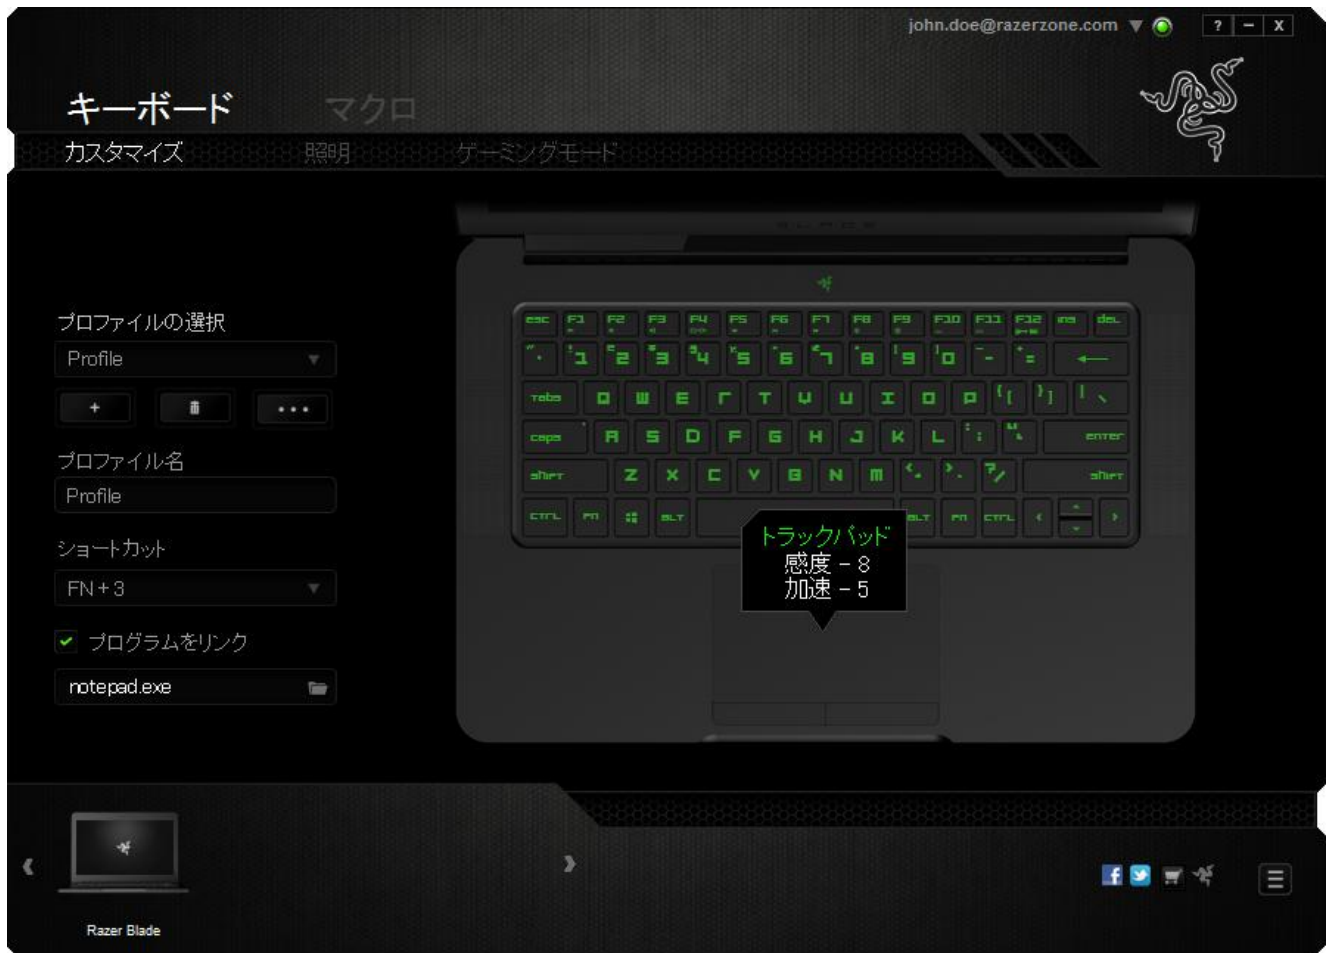 john.doe@razerzone.com ▼ ? – X
キーボード マクロ
カスタマイズ 照明 ゲーミングモード
プロファイルの選択
Profile
+ •••
プロファイル名
Profile
ショートカット
FN + 3
プログラムをリンク
notepad.exe
esc F1 F2 F3 F4 F5 F6 F7 F8 F9 F10 F11 F12 ins del
1 2 3 4 5 6 7 8 9 0 - =
Tabs Q W E r T Y U I O P { [ } ] | \
caps A S D F G H J K L : ;  enter
shift Z X C V B N M < , > . ? / shift
CTRL Fn ALT ALT Fn CTRL
トラックパッド
感度 – 8
加速 – 5
Razer Blade